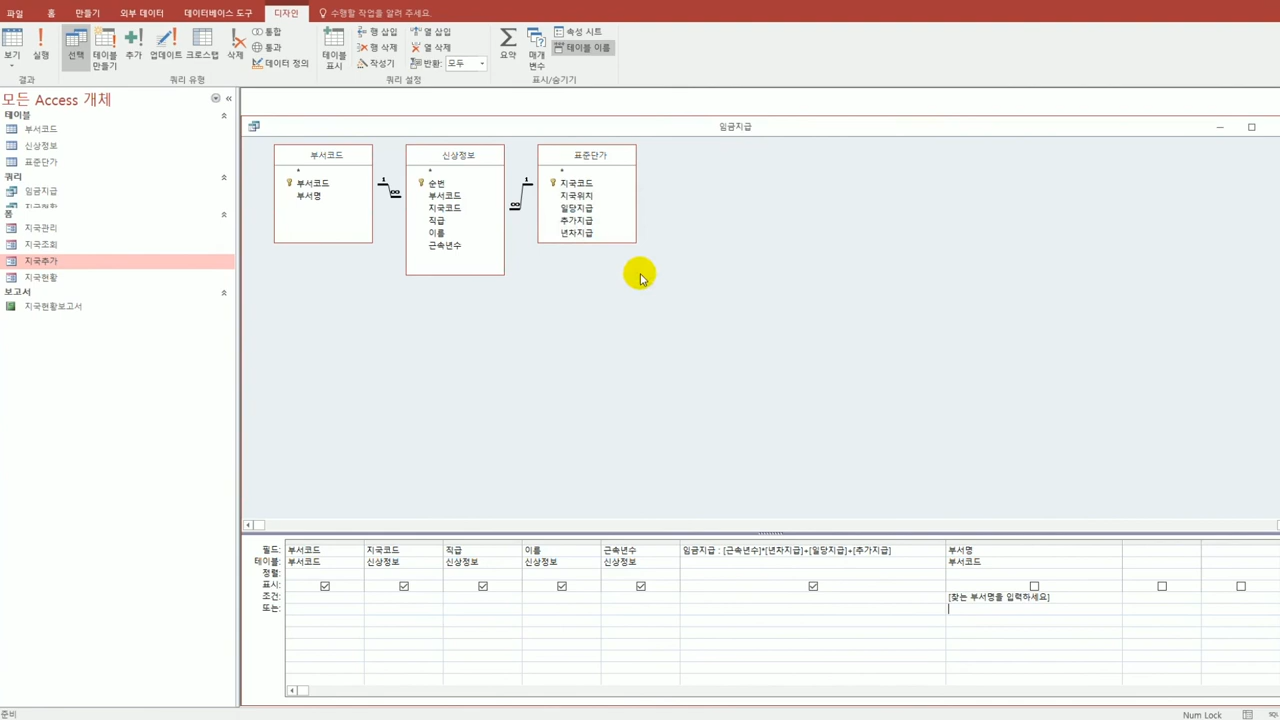 파일 홈 만들기 외부 데이터 데이터베이스 도구 디자인 수행할 작업을 알려 주세요.
보기 실행 선택 테이블 만들기 추가 업데이트 크로스탭 삭제 통합 통과 데이터 정의 테이블 표시 행 삽입 행 삭제 작성기 열 삽입 열 삭제 반환: 모두 요약 매개 변수 속성 시트 테이블 이름
결과 쿼리 유형 쿼리 설정 표시/숨기기
모든 Access 개체
테이블
부서코드
신상정보
표준단가
쿼리
임금지급
지국현황
폼
지국관리
지국조회
지국추가
지국현황
보고서
지국현황보고서
임금지급
부서코드
*
부서코드
부서명
1
∞
신상정보
*
순번
부서코드
지국코드
직급
이름
근속년수
1
∞
표준단가
*
지국코드
지국위치
일당지급
추가지급
년차지급
필드: 부서코드 지국코드 직급 이름 근속년수 임금지급 : [근속년수]*[년차지급]+[일당지급]+[추가지급] 부서명
테이블: 부서코드 신상정보 신상정보 신상정보 신상정보 부서코드
정렬:
표시:
조건: [찾는 부서명을 입력하세요]
또는:
준비 Num Lock SQL